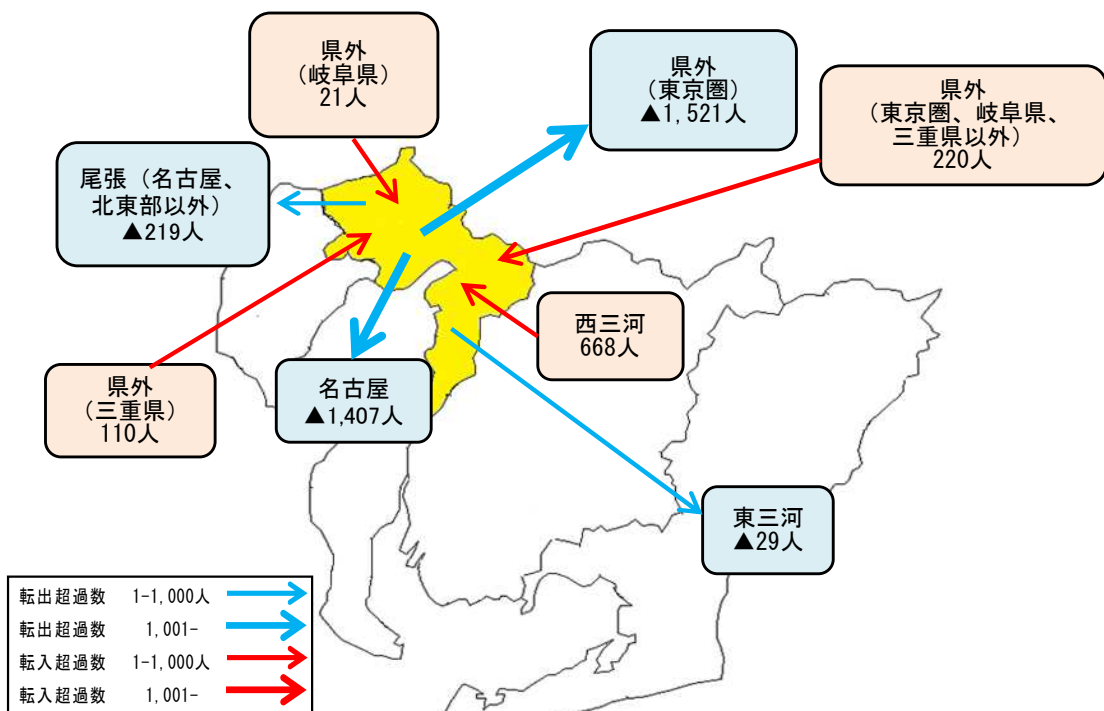 県外
（岐阜県）
21人
県外
（東京圏）
▲1,521人
県外
（東京圏、岐阜県、
三重県以外）
220人
尾張（名古屋、
北東部以外）
▲219人
西三河
668人
県外
（三重県）
110人
名古屋
▲1,407人
東三河
▲29人
転出超過数 1-1,000人
転出超過数 1,001-
転入超過数 1-1,000人
転入超過数 1,001-